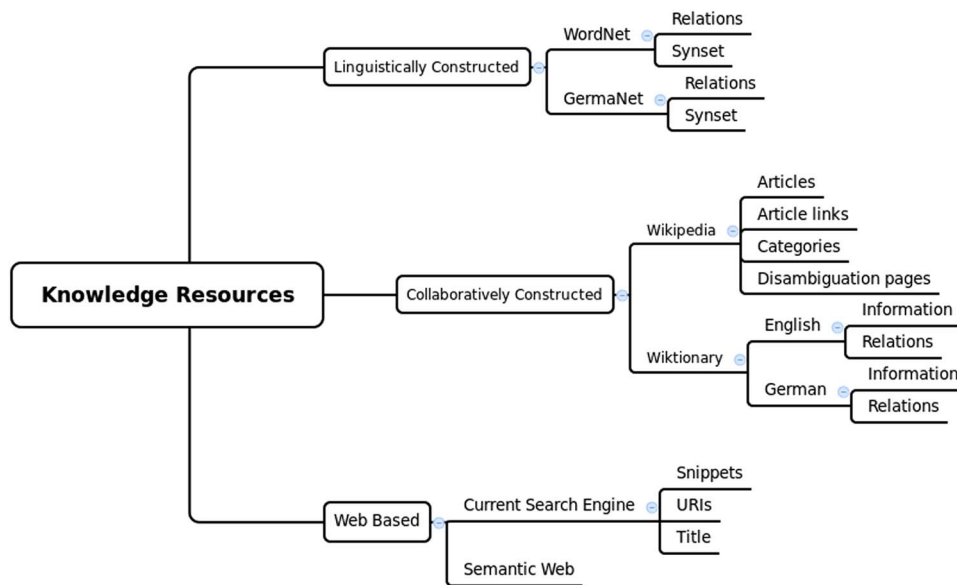 Knowledge Resources
Linguistically Constructed
WordNet
Relations
Synset
GermaNet
Relations
Synset
Collaboratively Constructed
Wikipedia
Articles
Article links
Categories
Disambiguation pages
Wiktionary
English
Information
Relations
German
Information
Relations
Web Based
Current Search Engine
Snippets
URIs
Title
Semantic Web